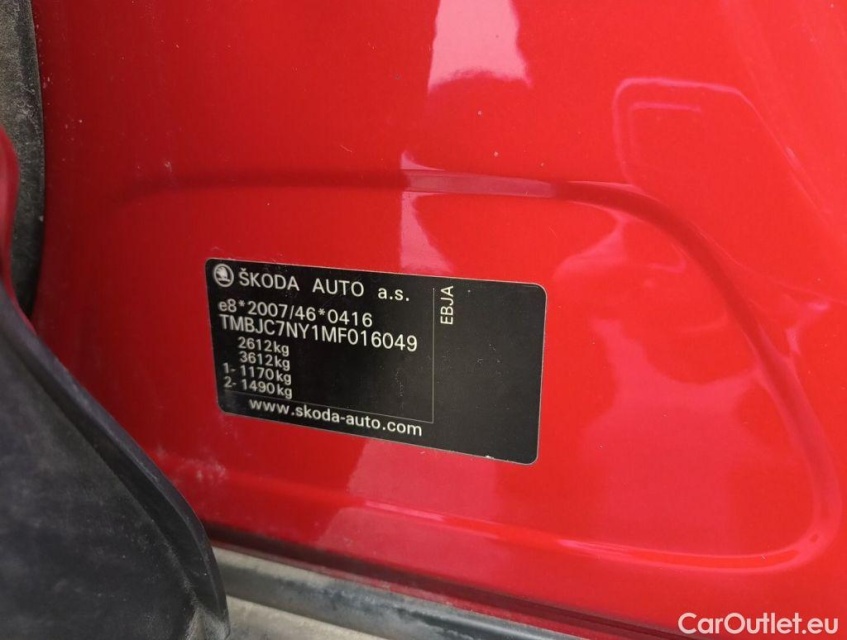 ŠKODA AUTO a.s.
e8*2007/46*0416
TMBJC7NY1MF016049
2612kg
3612kg
1- 1170kg
2- 1490kg
www.skoda-auto.com
EBJA
CarOutlet.eu